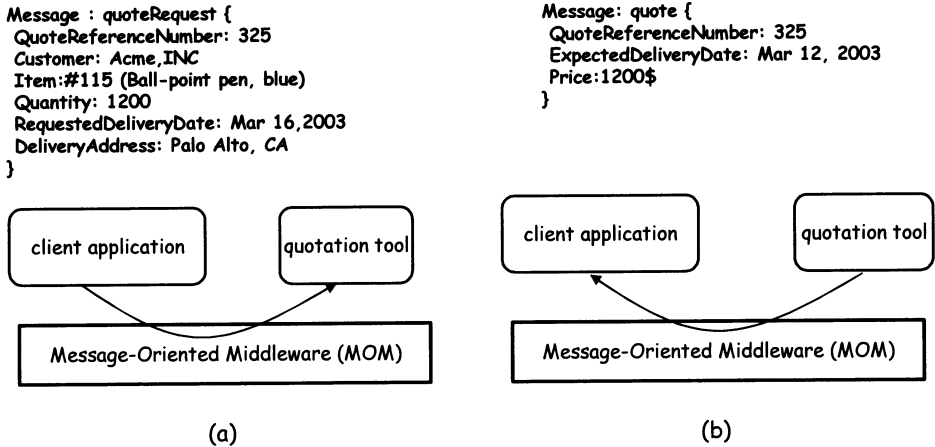 Message : quoteRequest {
QuoteReferenceNumber: 325
Customer: Acme,INC
Item:#115 (Ball-point pen, blue)
Quantity: 1200
RequestedDeliveryDate: Mar 16,2003
DeliveryAddress: Palo Alto, CA
}
client application
quotation tool
Message-Oriented Middleware (MOM)
(a)
Message: quote {
QuoteReferenceNumber: 325
ExpectedDeliveryDate: Mar 12, 2003
Price:1200$
}
client application
quotation tool
Message-Oriented Middleware (MOM)
(b)